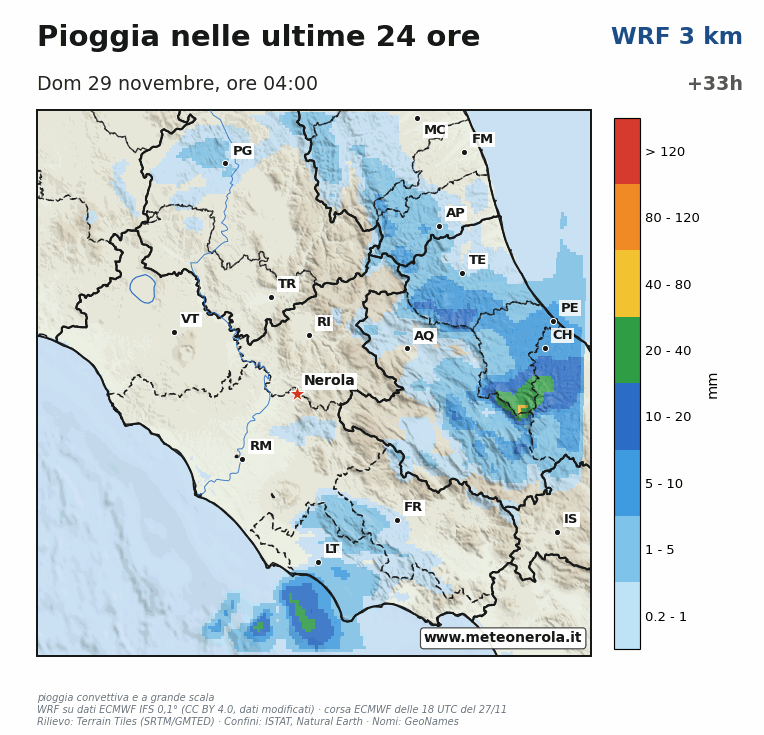 Pioggia nelle ultime 24 ore
WRF 3 km
Dom 29 novembre, ore 04:00
+33h
MC
FM
PG
AP
TE
TR
PE
VT
RI
AQ
CH
Nerola
RM
FR
IS
LT
www.meteonerola.it
> 120
80 - 120
40 - 80
20 - 40
10 - 20
5 - 10
1 - 5
0.2 - 1
mm
pioggia convettiva e a grande scala
WRF su dati ECMWF IFS 0,1° (CC BY 4.0, dati modificati) · corsa ECMWF delle 18 UTC del 27/11
Rilievo: Terrain Tiles (SRTM/GMTED) · Confini: ISTAT, Natural Earth · Nomi: GeoNames